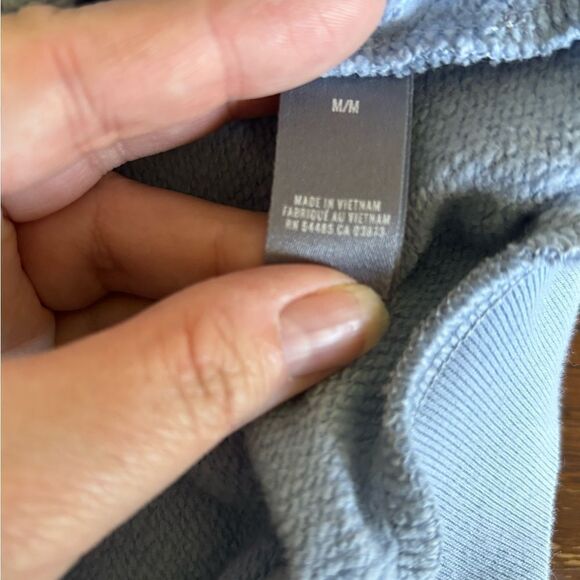 M/M
MADE IN VIETNAM
FABRIQUÉ AU VIETNAM
RN 54485 CA 03873